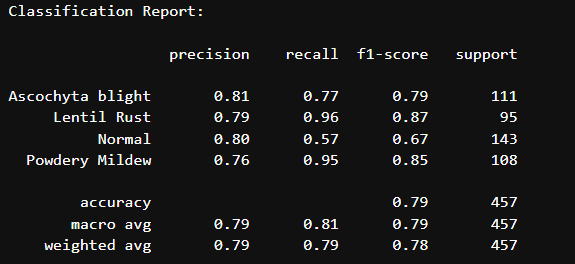 Classification Report:
precision recall f1-score support
Ascochyta blight 0.81 0.77 0.79 111
Lentil Rust 0.79 0.96 0.87 95
Normal 0.80 0.57 0.67 143
Powdery Mildew 0.76 0.95 0.85 108
accuracy 0.79 457
macro avg 0.79 0.81 0.79 457
weighted avg 0.79 0.79 0.78 457